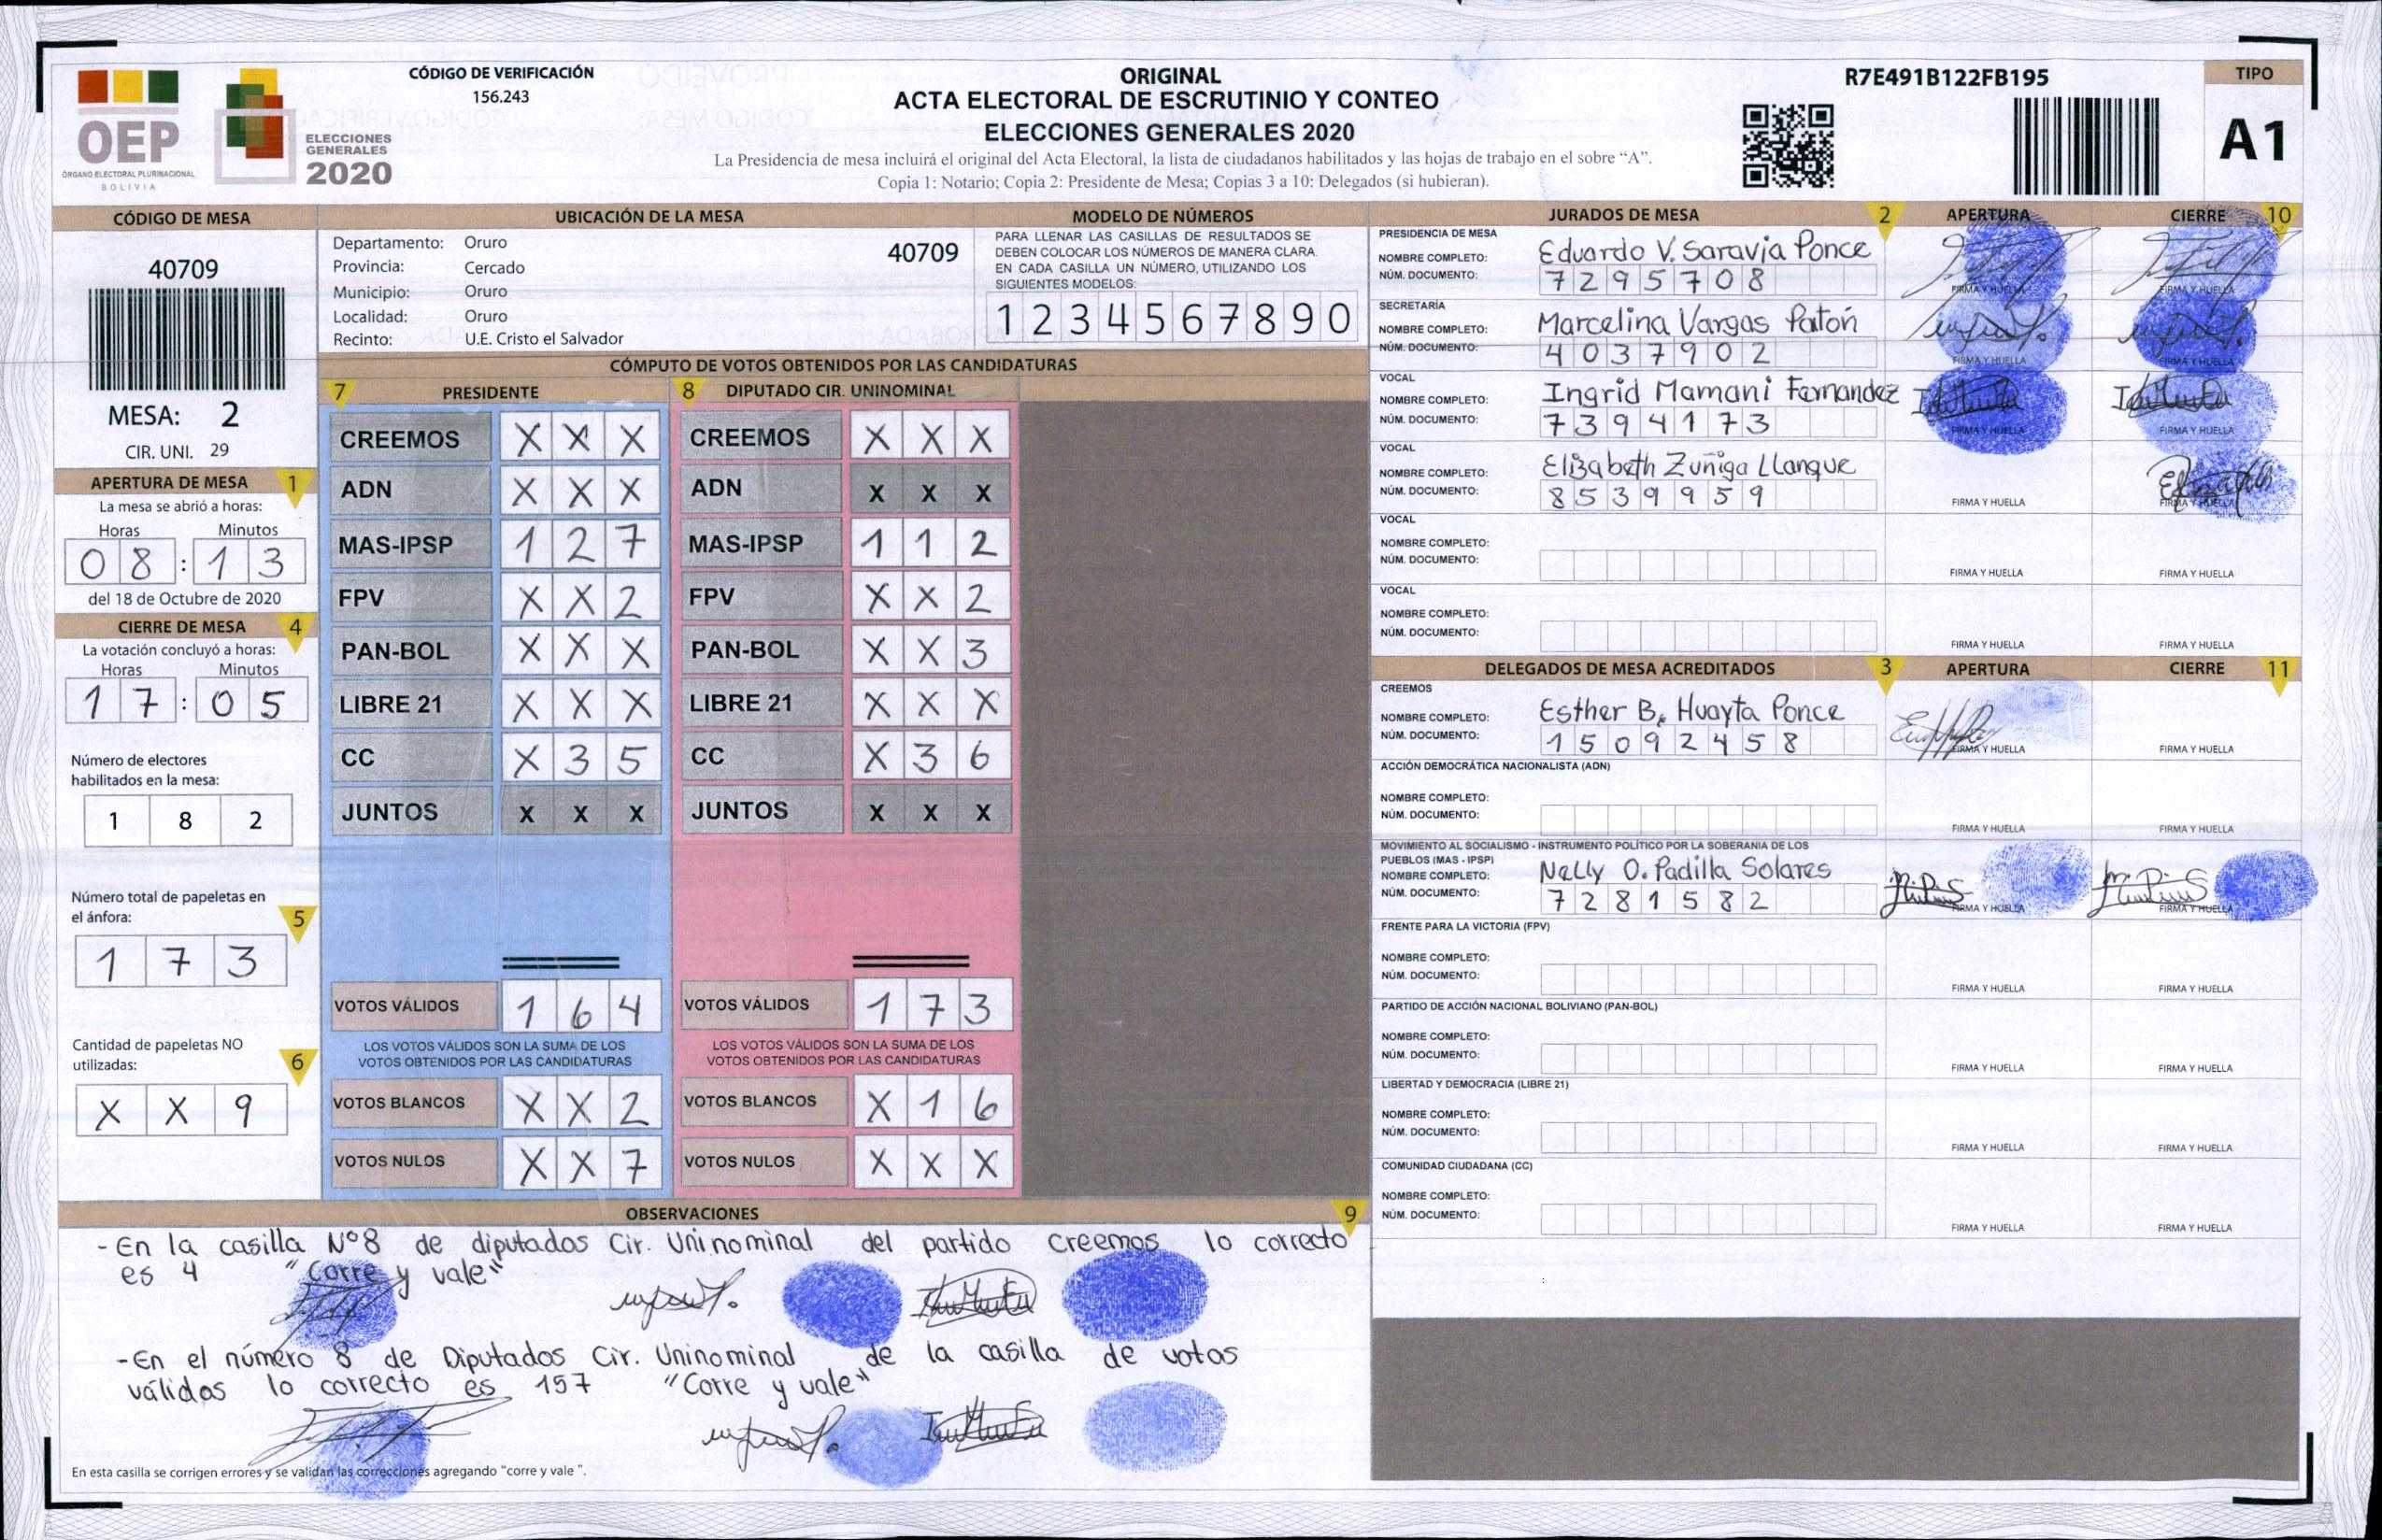 OEP
ÓRGANO ELECTORAL PLURINACIONAL
BOLIVIA
ELECCIONES
GENERALES
2020
CÓDIGO DE VERIFICACIÓN
156.243
ORIGINAL
ACTA ELECTORAL DE ESCRUTINIO Y CONTEO
ELECCIONES GENERALES 2020
La Presidencia de mesa incluirá el original del Acta Electoral, la lista de ciudadanos habilitados y las hojas de trabajo en el sobre “A”.
Copia 1: Notario; Copia 2: Presidente de Mesa; Copias 3 a 10: Delegados (si hubieran).
R7E491B122FB195
TIPO
A1
CÓDIGO DE MESA
40709
MESA: 2
CIR. UNI. 29
APERTURA DE MESA 1
La mesa se abrió a horas:
Horas Minutos
08:13
del 18 de Octubre de 2020
CIERRE DE MESA 4
La votación concluyó a horas:
Horas Minutos
17:05
Número de electores
habilitados en la mesa:
1 8 2
Número total de papeletas en
el ánfora: 5
1 7 3
Cantidad de papeletas NO
utilizadas: 6
X X 9
UBICACIÓN DE LA MESA
Departamento: Oruro 40709
Provincia: Cercado
Municipio: Oruro
Localidad: Oruro
Recinto: U.E. Cristo el Salvador
MODELO DE NÚMEROS
PARA LLENAR LAS CASILLAS DE RESULTADOS SE
DEBEN COLOCAR LOS NÚMEROS DE MANERA CLARA.
EN CADA CASILLA UN NÚMERO, UTILIZANDO LOS
SIGUIENTES MODELOS:
1 2 3 4 5 6 7 8 9 0
CÓMPUTO DE VOTOS OBTENIDOS POR LAS CANDIDATURAS
7 PRESIDENTE
CREEMOS X X X
ADN X X X
MAS-IPSP 1 2 7
FPV X X 2
PAN-BOL X X X
LIBRE 21 X X X
CC X 3 5
JUNTOS X X X
VOTOS VÁLIDOS 1 6 4
LOS VOTOS VÁLIDOS SON LA SUMA DE LOS
VOTOS OBTENIDOS POR LAS CANDIDATURAS
VOTOS BLANCOS X X 2
VOTOS NULOS X X 7
8 DIPUTADO CIR. UNINOMINAL
CREEMOS X X X
ADN X X X
MAS-IPSP 1 1 2
FPV X X 2
PAN-BOL X X 3
LIBRE 21 X X X
CC X 3 6
JUNTOS X X X
VOTOS VÁLIDOS 1 7 3
LOS VOTOS VÁLIDOS SON LA SUMA DE LOS
VOTOS OBTENIDOS POR LAS CANDIDATURAS
VOTOS BLANCOS X 1 6
VOTOS NULOS X X X
OBSERVACIONES 9
- En la casilla N°8 de diputados Cir. Uninominal del partido creemos lo correcto
es 4 "Corre y vale"
- En el número 8 de Diputados Cir. Uninominal de la casilla de votos
válidos lo correcto es 157 "Corre y vale"
En esta casilla se corrigen errores y se validan las correcciones agregando "corre y vale ".
JURADOS DE MESA 2 APERTURA CIERRE 10
PRESIDENCIA DE MESA
NOMBRE COMPLETO: Eduardo V. Saravia Ponce
NÚM. DOCUMENTO: 7295708 FIRMA Y HUELLA FIRMA Y HUELLA
SECRETARÍA
NOMBRE COMPLETO: Marcelina Vargas Patón
NÚM. DOCUMENTO: 4037902 FIRMA Y HUELLA FIRMA Y HUELLA
VOCAL
NOMBRE COMPLETO: Ingrid Mamani Fernandez
NÚM. DOCUMENTO: 7394173 FIRMA Y HUELLA FIRMA Y HUELLA
VOCAL
NOMBRE COMPLETO: Elizabeth Zuñiga Llanque
NÚM. DOCUMENTO: 8539959 FIRMA Y HUELLA FIRMA Y HUELLA
VOCAL
NOMBRE COMPLETO:
NÚM. DOCUMENTO: FIRMA Y HUELLA FIRMA Y HUELLA
VOCAL
NOMBRE COMPLETO:
NÚM. DOCUMENTO: FIRMA Y HUELLA FIRMA Y HUELLA
DELEGADOS DE MESA ACREDITADOS 3 APERTURA CIERRE 11
CREEMOS
NOMBRE COMPLETO: Esther B. Huayta Ponce
NÚM. DOCUMENTO: 15092458 FIRMA Y HUELLA FIRMA Y HUELLA
ACCIÓN DEMOCRÁTICA NACIONALISTA (ADN)
NOMBRE COMPLETO:
NÚM. DOCUMENTO: FIRMA Y HUELLA FIRMA Y HUELLA
MOVIMIENTO AL SOCIALISMO - INSTRUMENTO POLÍTICO POR LA SOBERANIA DE LOS
PUEBLOS (MAS - IPSP)
NOMBRE COMPLETO: Nelly O. Padilla Solares
NÚM. DOCUMENTO: 7281582 FIRMA Y HUELLA FIRMA Y HUELLA
FRENTE PARA LA VICTORIA (FPV)
NOMBRE COMPLETO:
NÚM. DOCUMENTO: FIRMA Y HUELLA FIRMA Y HUELLA
PARTIDO DE ACCIÓN NACIONAL BOLIVIANO (PAN-BOL)
NOMBRE COMPLETO:
NÚM. DOCUMENTO: FIRMA Y HUELLA FIRMA Y HUELLA
LIBERTAD Y DEMOCRACIA (LIBRE 21)
NOMBRE COMPLETO:
NÚM. DOCUMENTO: FIRMA Y HUELLA FIRMA Y HUELLA
COMUNIDAD CIUDADANA (CC)
NOMBRE COMPLETO:
NÚM. DOCUMENTO: FIRMA Y HUELLA FIRMA Y HUELLA